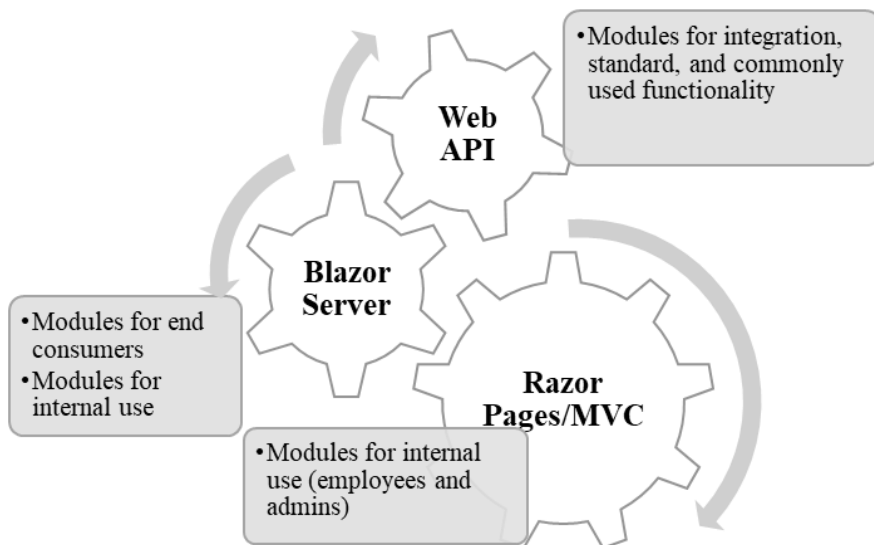 •Modules for integration,
standard, and commonly
used functionality
Web
API
Blazor
Server
•Modules for end
consumers
•Modules for
internal use
Razor
Pages/MVC
•Modules for internal
use (employees and
admins)